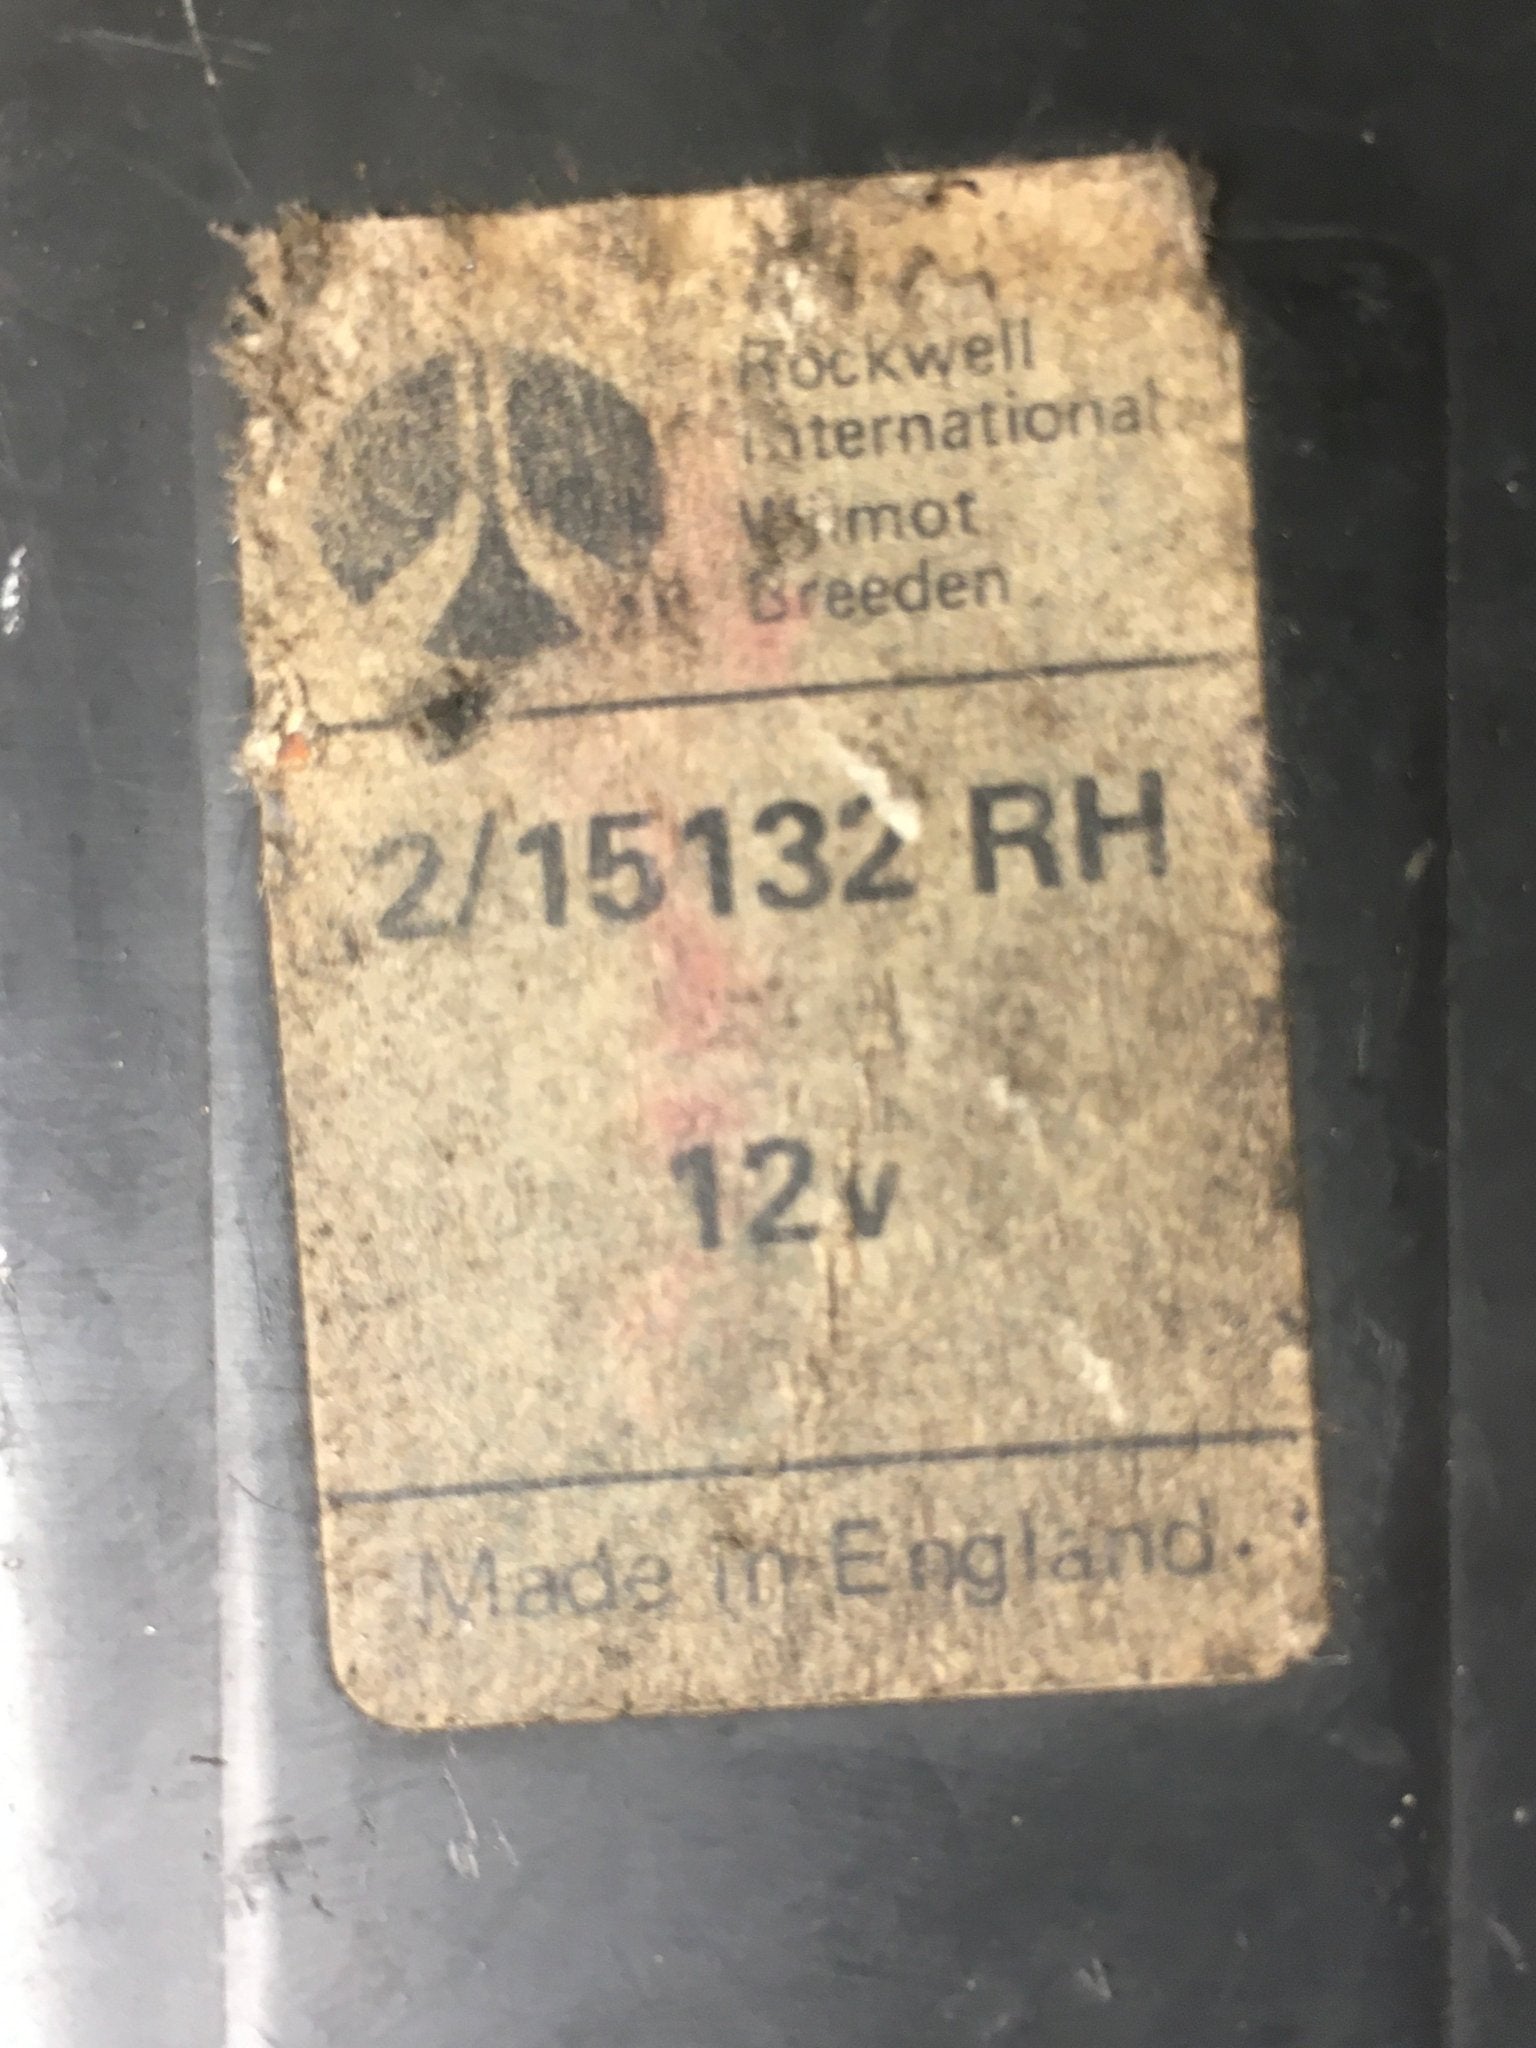 Rockwell
International
Wilmot
Breeden
2/15132 RH
12v
Made in England.